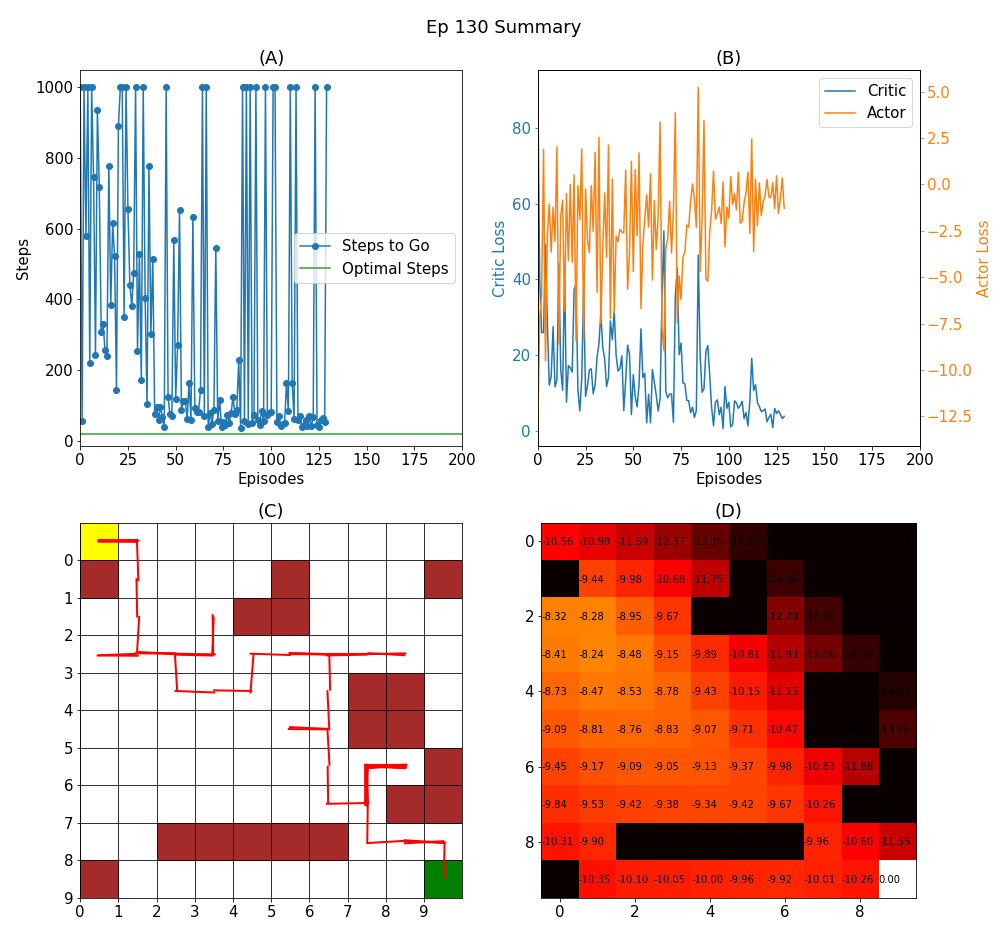 Ep 130 Summary
(A)
1000
800
600
400
200
0
Steps
Steps to Go
Optimal Steps
0 25 50 75 100 125 150 175 200
Episodes
(B)
80
60
40
20
0
Critic Loss
Critic
Actor
5.0
2.5
0.0
−2.5
−5.0
−7.5
−10.0
−12.5
Actor Loss
0 25 50 75 100 125 150 175 200
Episodes
(C)
0
1
2
3
4
5
6
7
8
9
0 1 2 3 4 5 6 7 8 9
(D)
0
2
4
6
8
-10.56 -10.98 -11.59 -12.37 -13.30 -14.26
-9.44 -9.98 -10.68 -11.75 -14.08
-8.32 -8.28 -8.95 -9.67 -12.79 -13.96
-8.41 -8.24 -8.48 -9.15 -9.89 -10.81 -11.93 -13.06 -14.19
-8.73 -8.47 -8.53 -8.78 -9.43 -10.15 -11.15
-9.09 -8.81 -8.76 -8.83 -9.07 -9.71 -10.47 -13.76
-9.45 -9.17 -9.09 -9.05 -9.13 -9.37 -9.98 -10.83 -11.88
-9.84 -9.53 -9.42 -9.38 -9.34 -9.42 -9.67 -10.26
-10.31 -9.90 -9.96 -10.60 -11.55
-10.35 -10.10 -10.05 -10.00 -9.96 -9.92 -10.01 -10.26 0.00
0 2 4 6 8